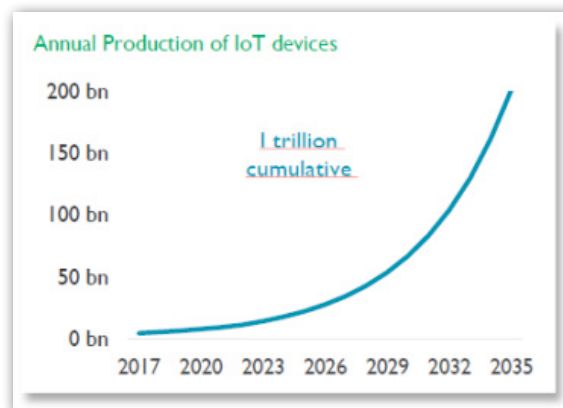 Annual Production of IoT devices
200 bn
1 trillion
cumulative
150 bn
100 bn
50 bn
0 bn
2017 2020 2023 2026 2029 2032 2035